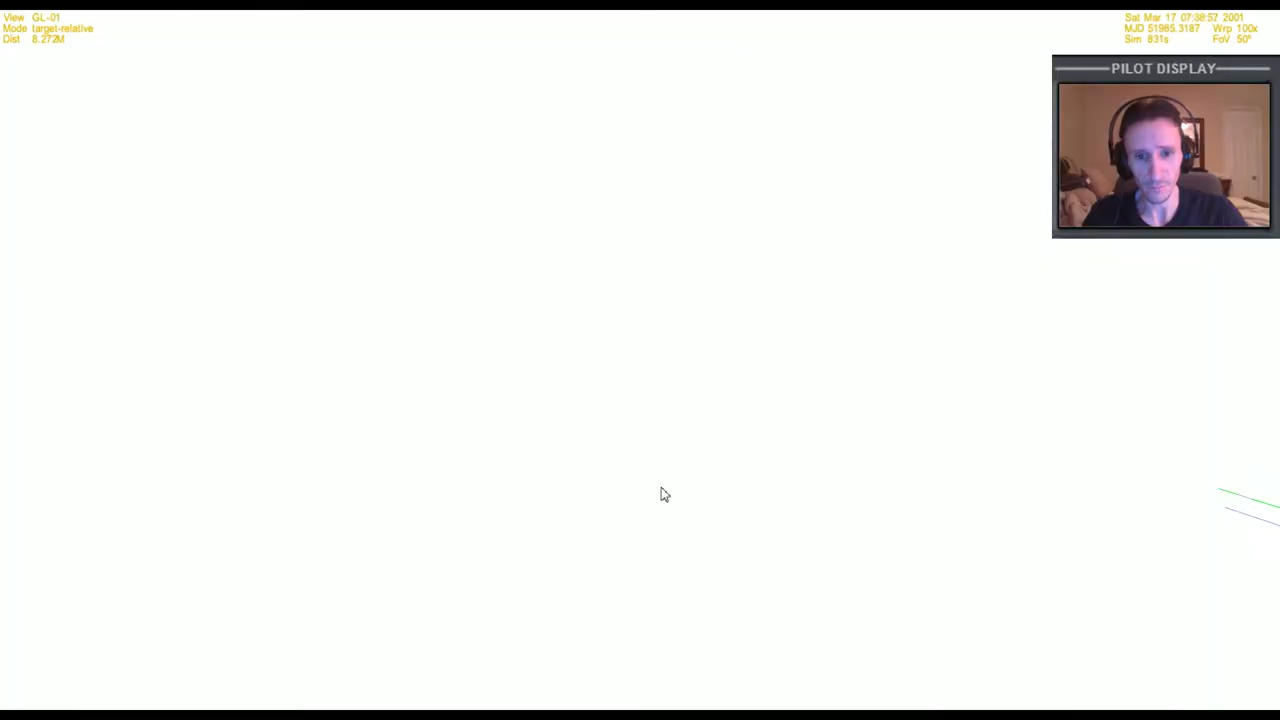 View GL-01
Mode target-relative
Dist 8.272M
Sat Mar 17 07:38:57 2001
MJD 51985.3187 Wrp 100x
Sim 831s FoV 50°
PILOT DISPLAY